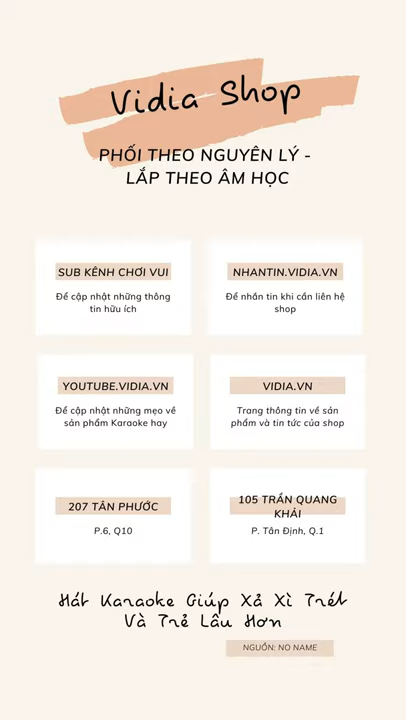 Vidia Shop
PHỐI THEO NGUYÊN LÝ -
LẮP THEO ÂM HỌC
SUB KÊNH CHƠI VUI
Để cập nhật những thông
tin hữu ích
NHANTIN.VIDIA.VN
Để nhắn tin khi cần liên hệ
shop
YOUTUBE.VIDIA.VN
Để cập nhật những mẹo về
sản phẩm Karaoke hay
VIDIA.VN
Trang thông tin về sản
phẩm và tin tức của shop
207 TÂN PHƯỚC
P.6, Q10
105 TRẦN QUANG
KHẢI
P. Tân Định, Q.1
Hát Karaoke Giúp Xả Xì Trét
Và Trẻ Lâu Hơn
NGUỒN: NO NAME